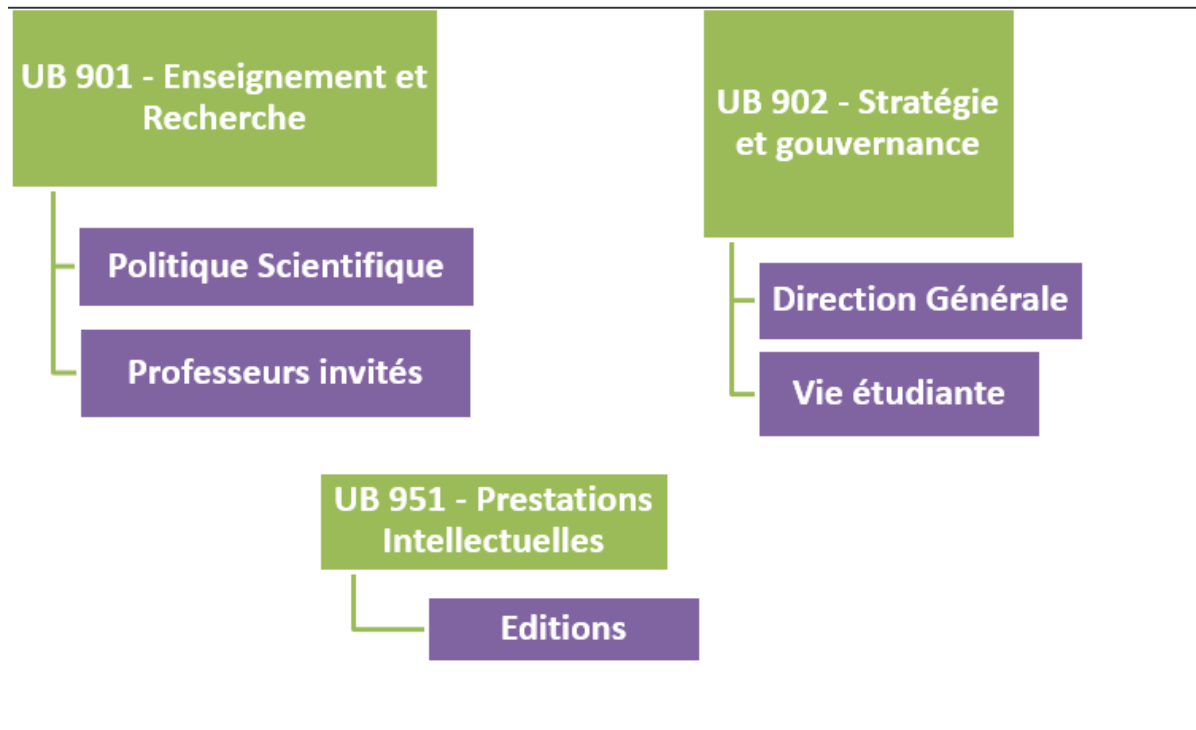 UB 901 - Enseignement et
Recherche
Politique Scientifique
Professeurs invités
UB 902 - Stratégie
et gouvernance
Direction Générale
Vie étudiante
UB 951 - Prestations
Intellectuelles
Editions